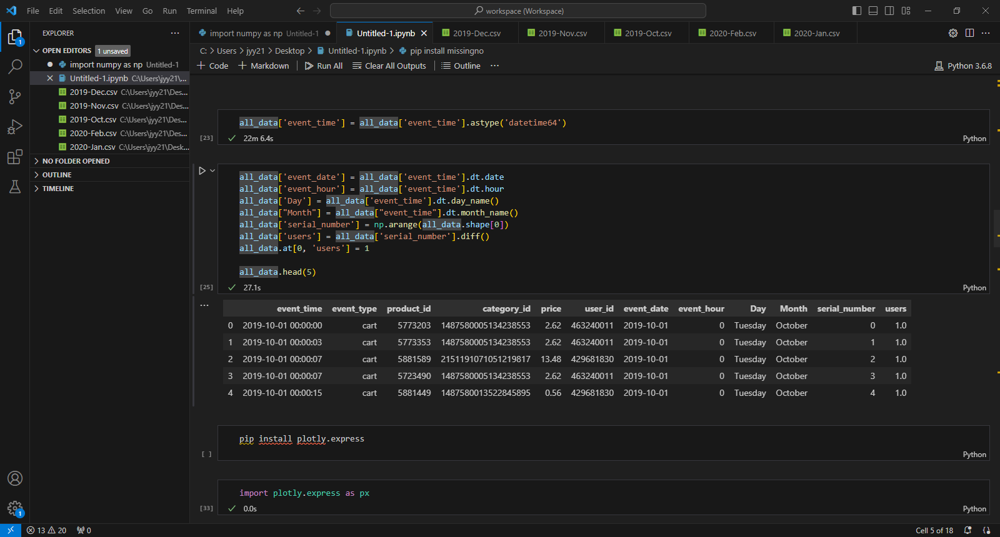 File Edit Selection View Go Run Terminal Help
workspace (Workspace)
EXPLORER
OPEN EDITORS 1 unsaved
import numpy as np Untitled-1
Untitled-1.ipynb C:\Users\jyy21\...
2019-Dec.csv C:\Users\jyy21\Des...
2019-Nov.csv C:\Users\jyy21\Des...
2019-Oct.csv C:\Users\jyy21\Des...
2020-Feb.csv C:\Users\jyy21\Des...
2020-Jan.csv C:\Users\jyy21\Desk...
NO FOLDER OPENED
OUTLINE
TIMELINE
1
1
import numpy as np Untitled-1
Untitled-1.ipynb
2019-Dec.csv
2019-Nov.csv
2019-Oct.csv
2020-Feb.csv
2020-Jan.csv
C: > Users > jyy21 > Desktop > Untitled-1.ipynb > pip install missingno
+ Code + Markdown | Run All Clear All Outputs | Outline ...
Python 3.6.8
all_data['event_time'] = all_data['event_time'].astype('datetime64')
[23] 22m 6.4s Python
all_data['event_date'] = all_data['event_time'].dt.date
all_data['event_hour'] = all_data['event_time'].dt.hour
all_data['Day'] = all_data['event_time'].dt.day_name()
all_data["Month"] = all_data["event_time"].dt.month_name()
all_data['serial_number'] = np.arange(all_data.shape[0])
all_data['users'] = all_data['serial_number'].diff()
all_data.at[0, 'users'] = 1
all_data.head(5)
[25] 27.1s Python
event_time event_type product_id category_id price user_id event_date event_hour Day Month serial_number users
0 2019-10-01 00:00:00 cart 5773203 1487580005134238553 2.62 463240011 2019-10-01 0 Tuesday October 0 1.0
1 2019-10-01 00:00:03 cart 5773353 1487580005134238553 2.62 463240011 2019-10-01 0 Tuesday October 1 1.0
2 2019-10-01 00:00:07 cart 5881589 2151191071051219817 13.48 429681830 2019-10-01 0 Tuesday October 2 1.0
3 2019-10-01 00:00:07 cart 5723490 1487580005134238553 2.62 463240011 2019-10-01 0 Tuesday October 3 1.0
4 2019-10-01 00:00:15 cart 5881449 1487580013522845895 0.56 429681830 2019-10-01 0 Tuesday October 4 1.0
pip install plotly.express
[ ] Python
import plotly.express as px
[33] 0.0s Python
13 20 0
Cell 5 of 18